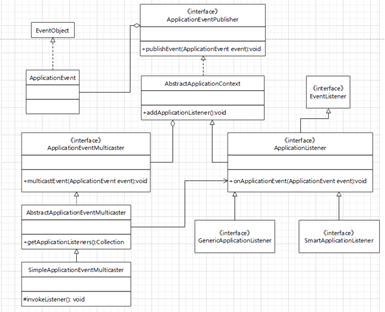 《interface》
ApplicationEventPublisher
+publishEvent(ApplicationEvent event):void
EventObject
ApplicationEvent
AbstractApplicationContext
+addApplicationListener():void
《interface》
EventListener
《interface》
ApplicationEventMulticaster
+multicastEvent(ApplicationEvent event):void
《interface》
ApplicationListener
+onApplicationEvent(ApplicationEvent event):void
AbstractApplicationEventMulticaster
+getApplicationListeners():Collection
《interface》
GenericApplicationListener
《interface》
SmartApplicationListener
SimpleApplicationEventMulticaster
#invokeListener(): void